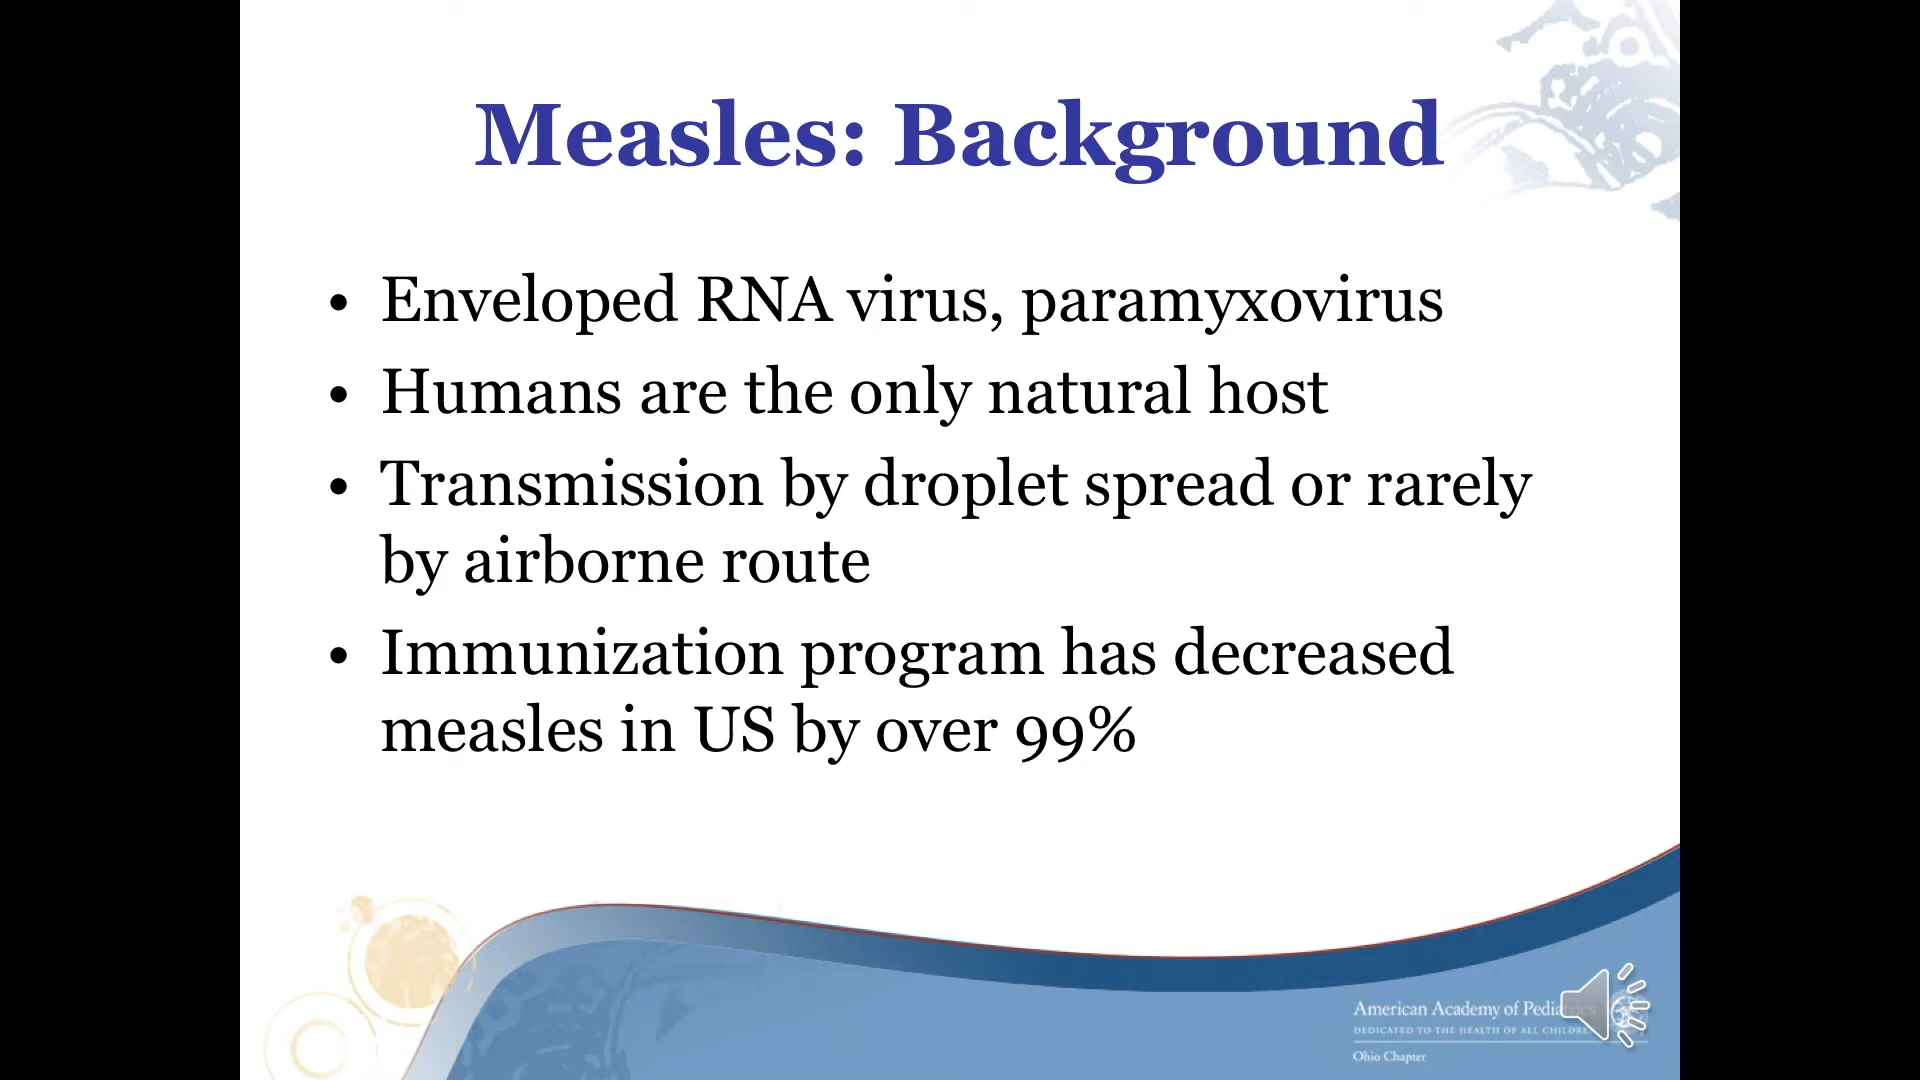 Measles: Background
• Enveloped RNA virus, paramyxovirus
• Humans are the only natural host
• Transmission by droplet spread or rarely
by airborne route
• Immunization program has decreased
measles in US by over 99%
American Academy of
DEDICATED TO THE HEALTH OF ALL
Ohio Chapter